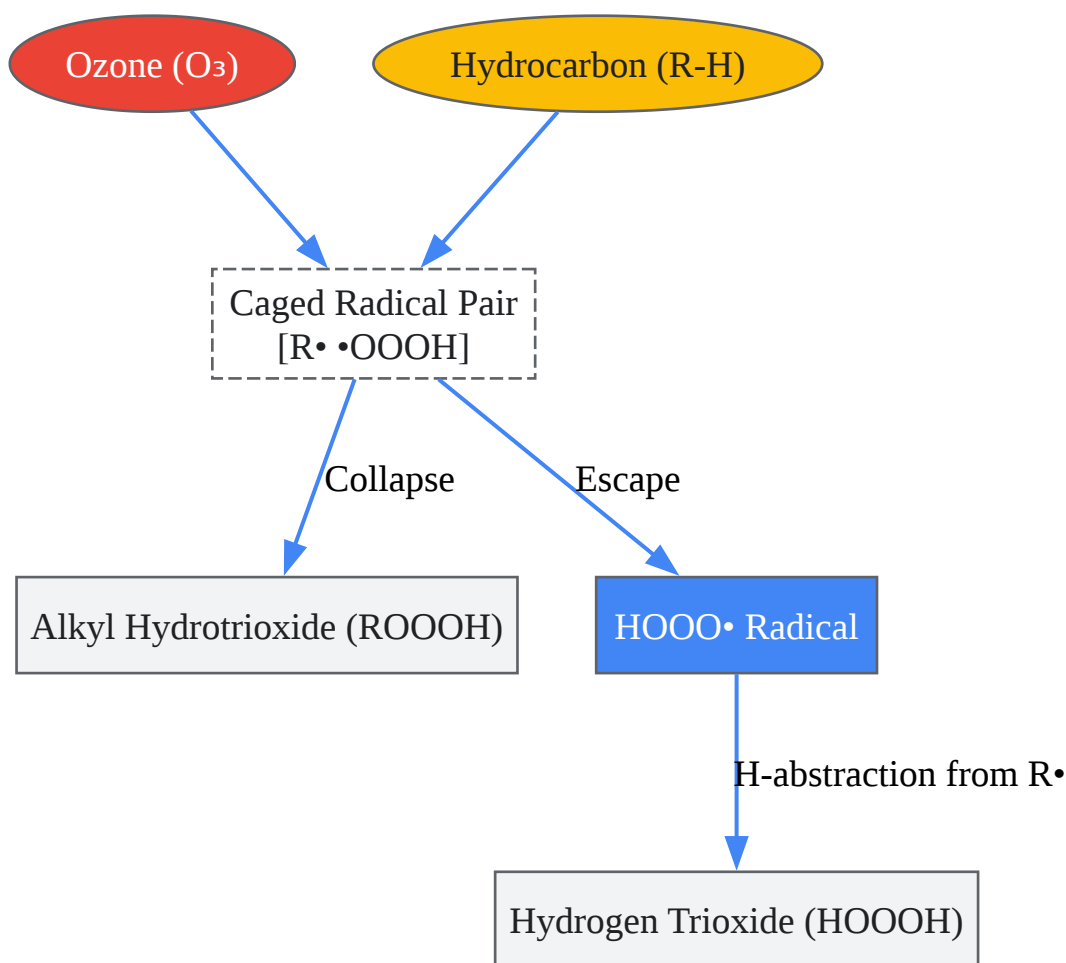 Ozone (O₃)
Hydrocarbon (R-H)
Caged Radical Pair
[R• •OOOH]
Collapse
Escape
Alkyl Hydrotrioxide (ROOOH)
HOOO• Radical
H-abstraction from R•
Hydrogen Trioxide (HOOOH)